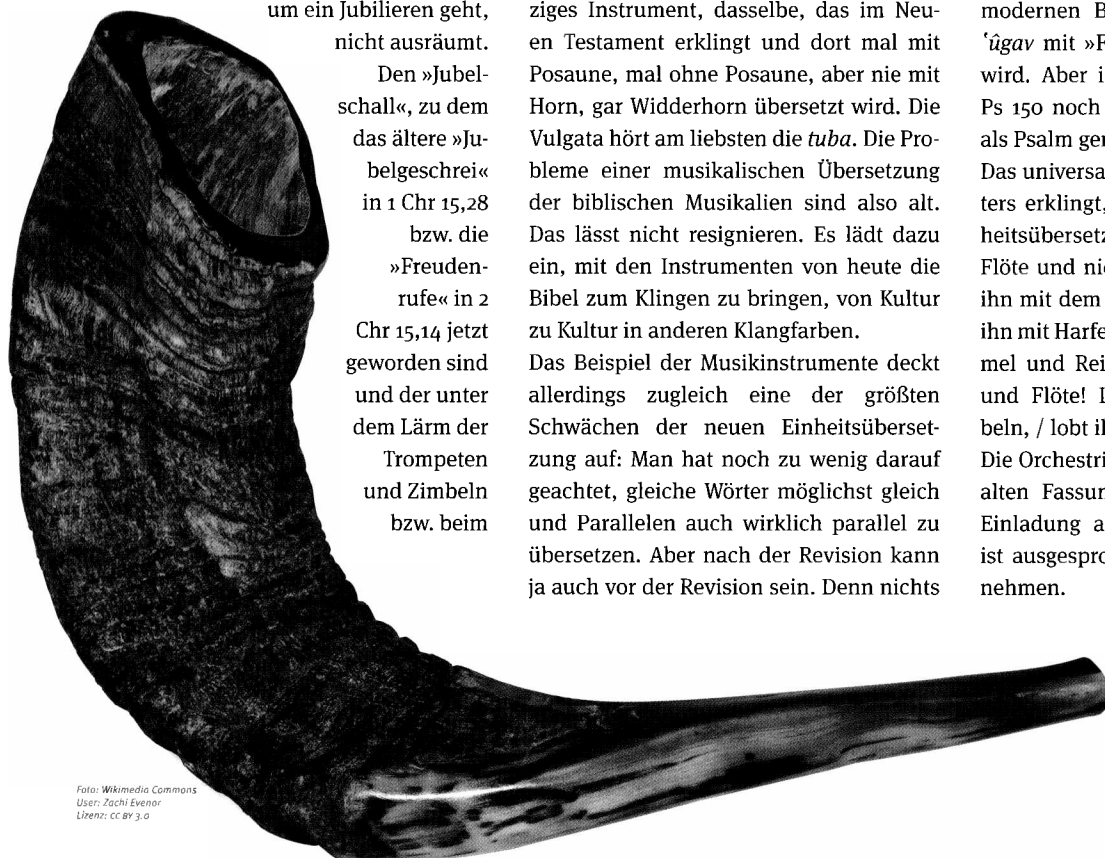 um ein Jubilieren geht,
nicht ausräumt.
Den »Jubel-
schall«, zu dem
das ältere »Ju-
belgeschrei«
in 1 Chr 15,28
bzw. die
»Freuden-
rufe« in 2
Chr 15,14 jetzt
geworden sind
und der unter
dem Lärm der
Trompeten
und Zimbeln
bzw. beim
ziges Instrument, dasselbe, das im Neu-
en Testament erklingt und dort mal mit
Posaune, mal ohne Posaune, aber nie mit
Horn, gar Widderhorn übersetzt wird. Die
Vulgata hört am liebsten die tuba. Die Pro-
bleme einer musikalischen Übersetzung
der biblischen Musikalien sind also alt.
Das lässt nicht resignieren. Es lädt dazu
ein, mit den Instrumenten von heute die
Bibel zum Klingen zu bringen, von Kultur
zu Kultur in anderen Klangfarben.
Das Beispiel der Musikinstrumente deckt
allerdings zugleich eine der größten
Schwächen der neuen Einheitsüberset-
zung auf: Man hat noch zu wenig darauf
geachtet, gleiche Wörter möglichst gleich
und Parallelen auch wirklich parallel zu
übersetzen. Aber nach der Revision kann
ja auch vor der Revision sein. Denn nichts
modernen B
ʿûgav mit »F
wird. Aber i
Ps 150 noch
als Psalm ger
Das universa
ters erklingt,
heitsübersetz
Flöte und nic
ihn mit dem
ihn mit Harfe
mel und Rei
und Flöte! L
beln, / lobt ih
Die Orchestri
alten Fassun
Einladung a
ist ausgespro
nehmen.
Foto: Wikimedia Commons
User: Zachi Evenor
Lizenz: CC BY 3.0